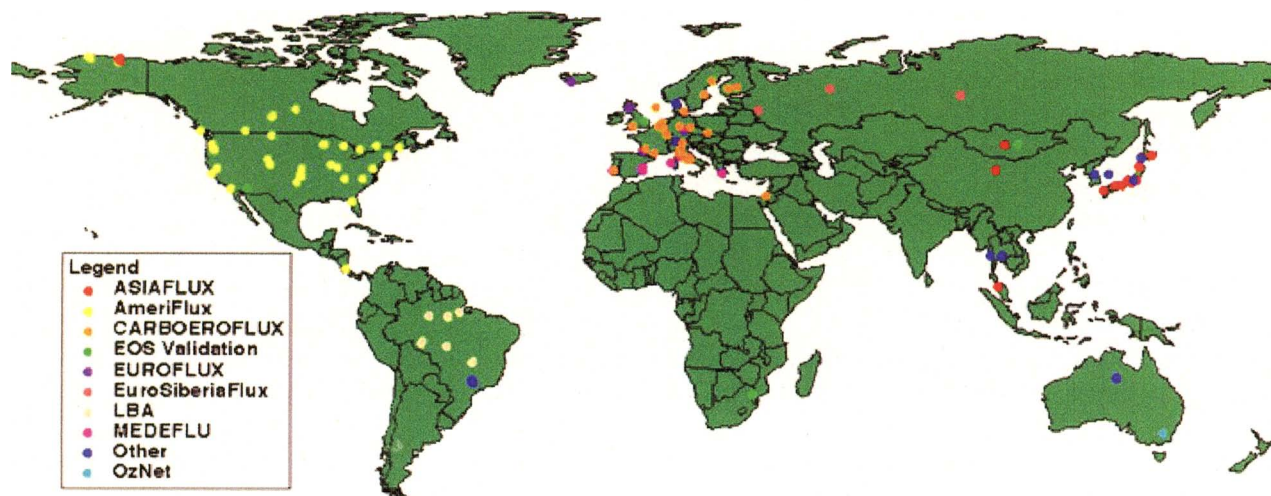 Legend
ASIAFLUX
AmeriFlux
CARBOEROFLUX
EOS Validation
EUROFLUX
EuroSiberiaFlux
LBA
MEDEFLU
Other
OzNet